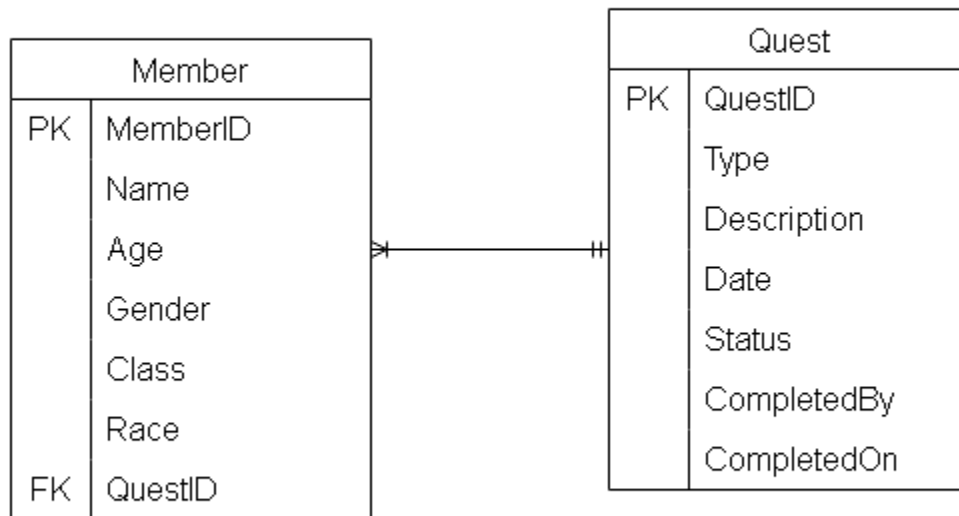 Member
PK MemberID
Name
Age
Gender
Class
Race
FK QuestID
Quest
PK QuestID
Type
Description
Date
Status
CompletedBy
CompletedOn